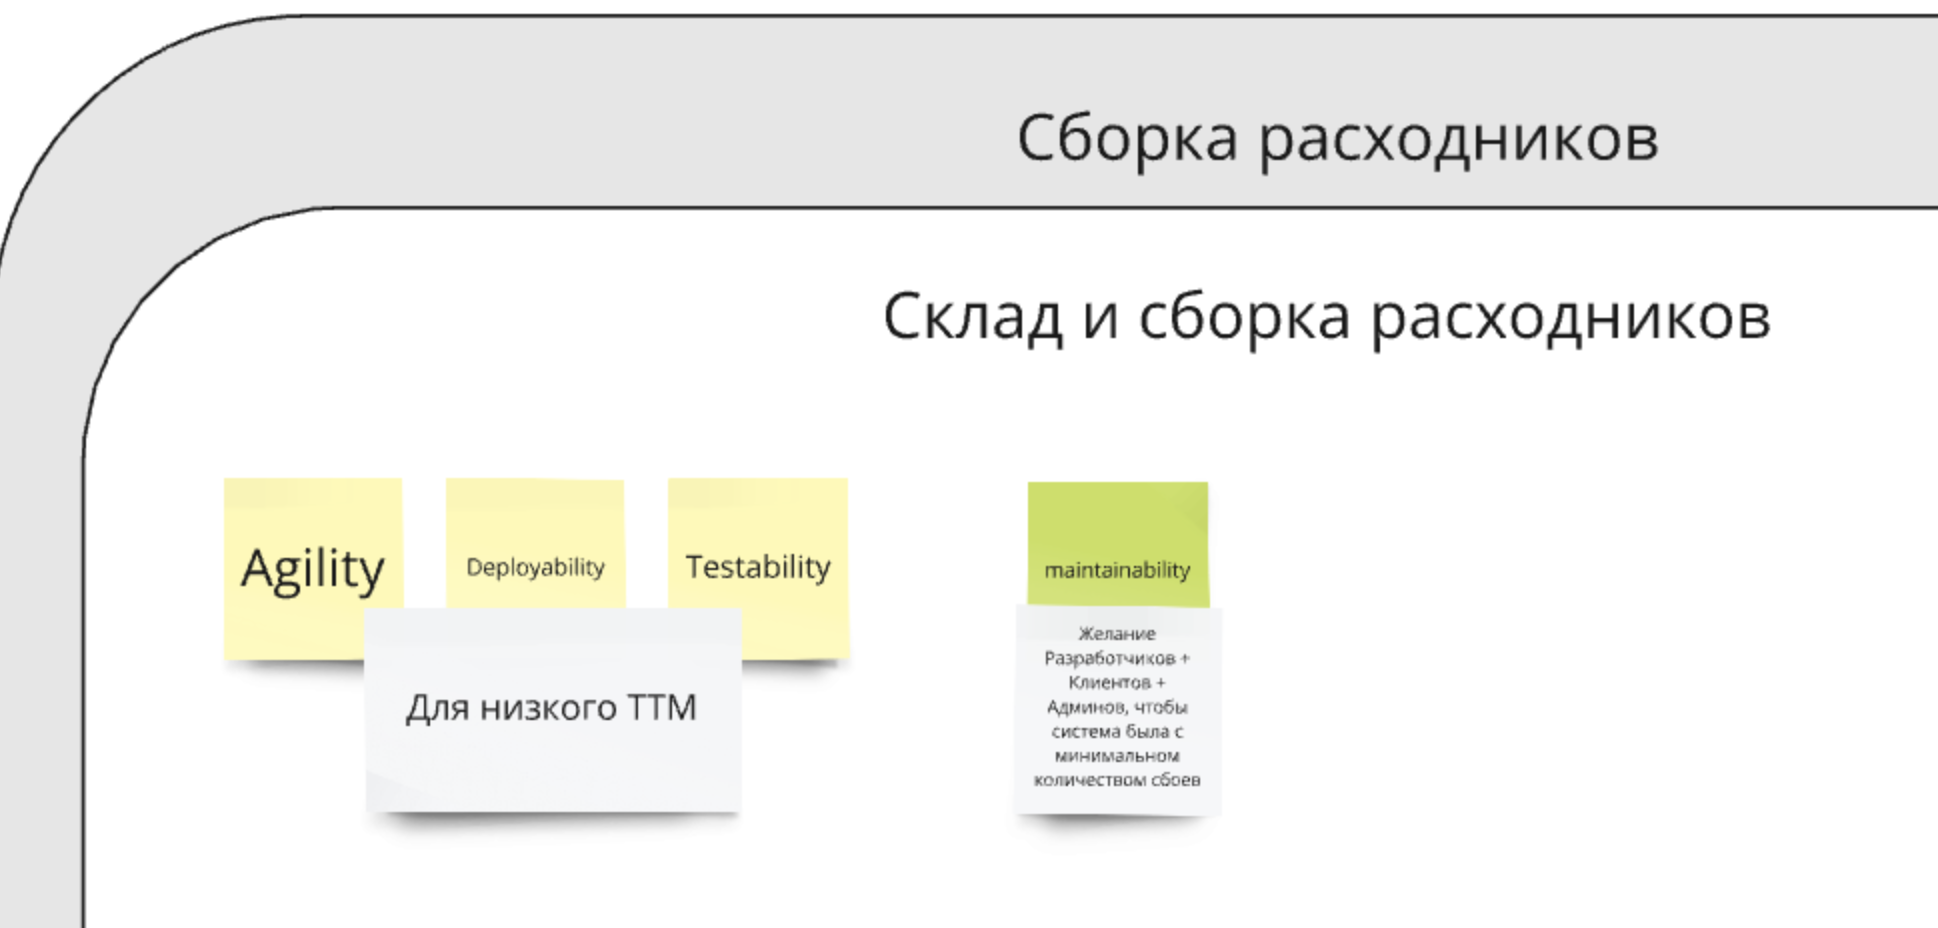 Сборка расходников
Склад и сборка расходников
Agility
Deployability
Testability
maintainability
Для низкого TTM
Желание
Разработчиков +
Клиентов +
Админов, чтобы
система была с
минимальном
количеством сбоев